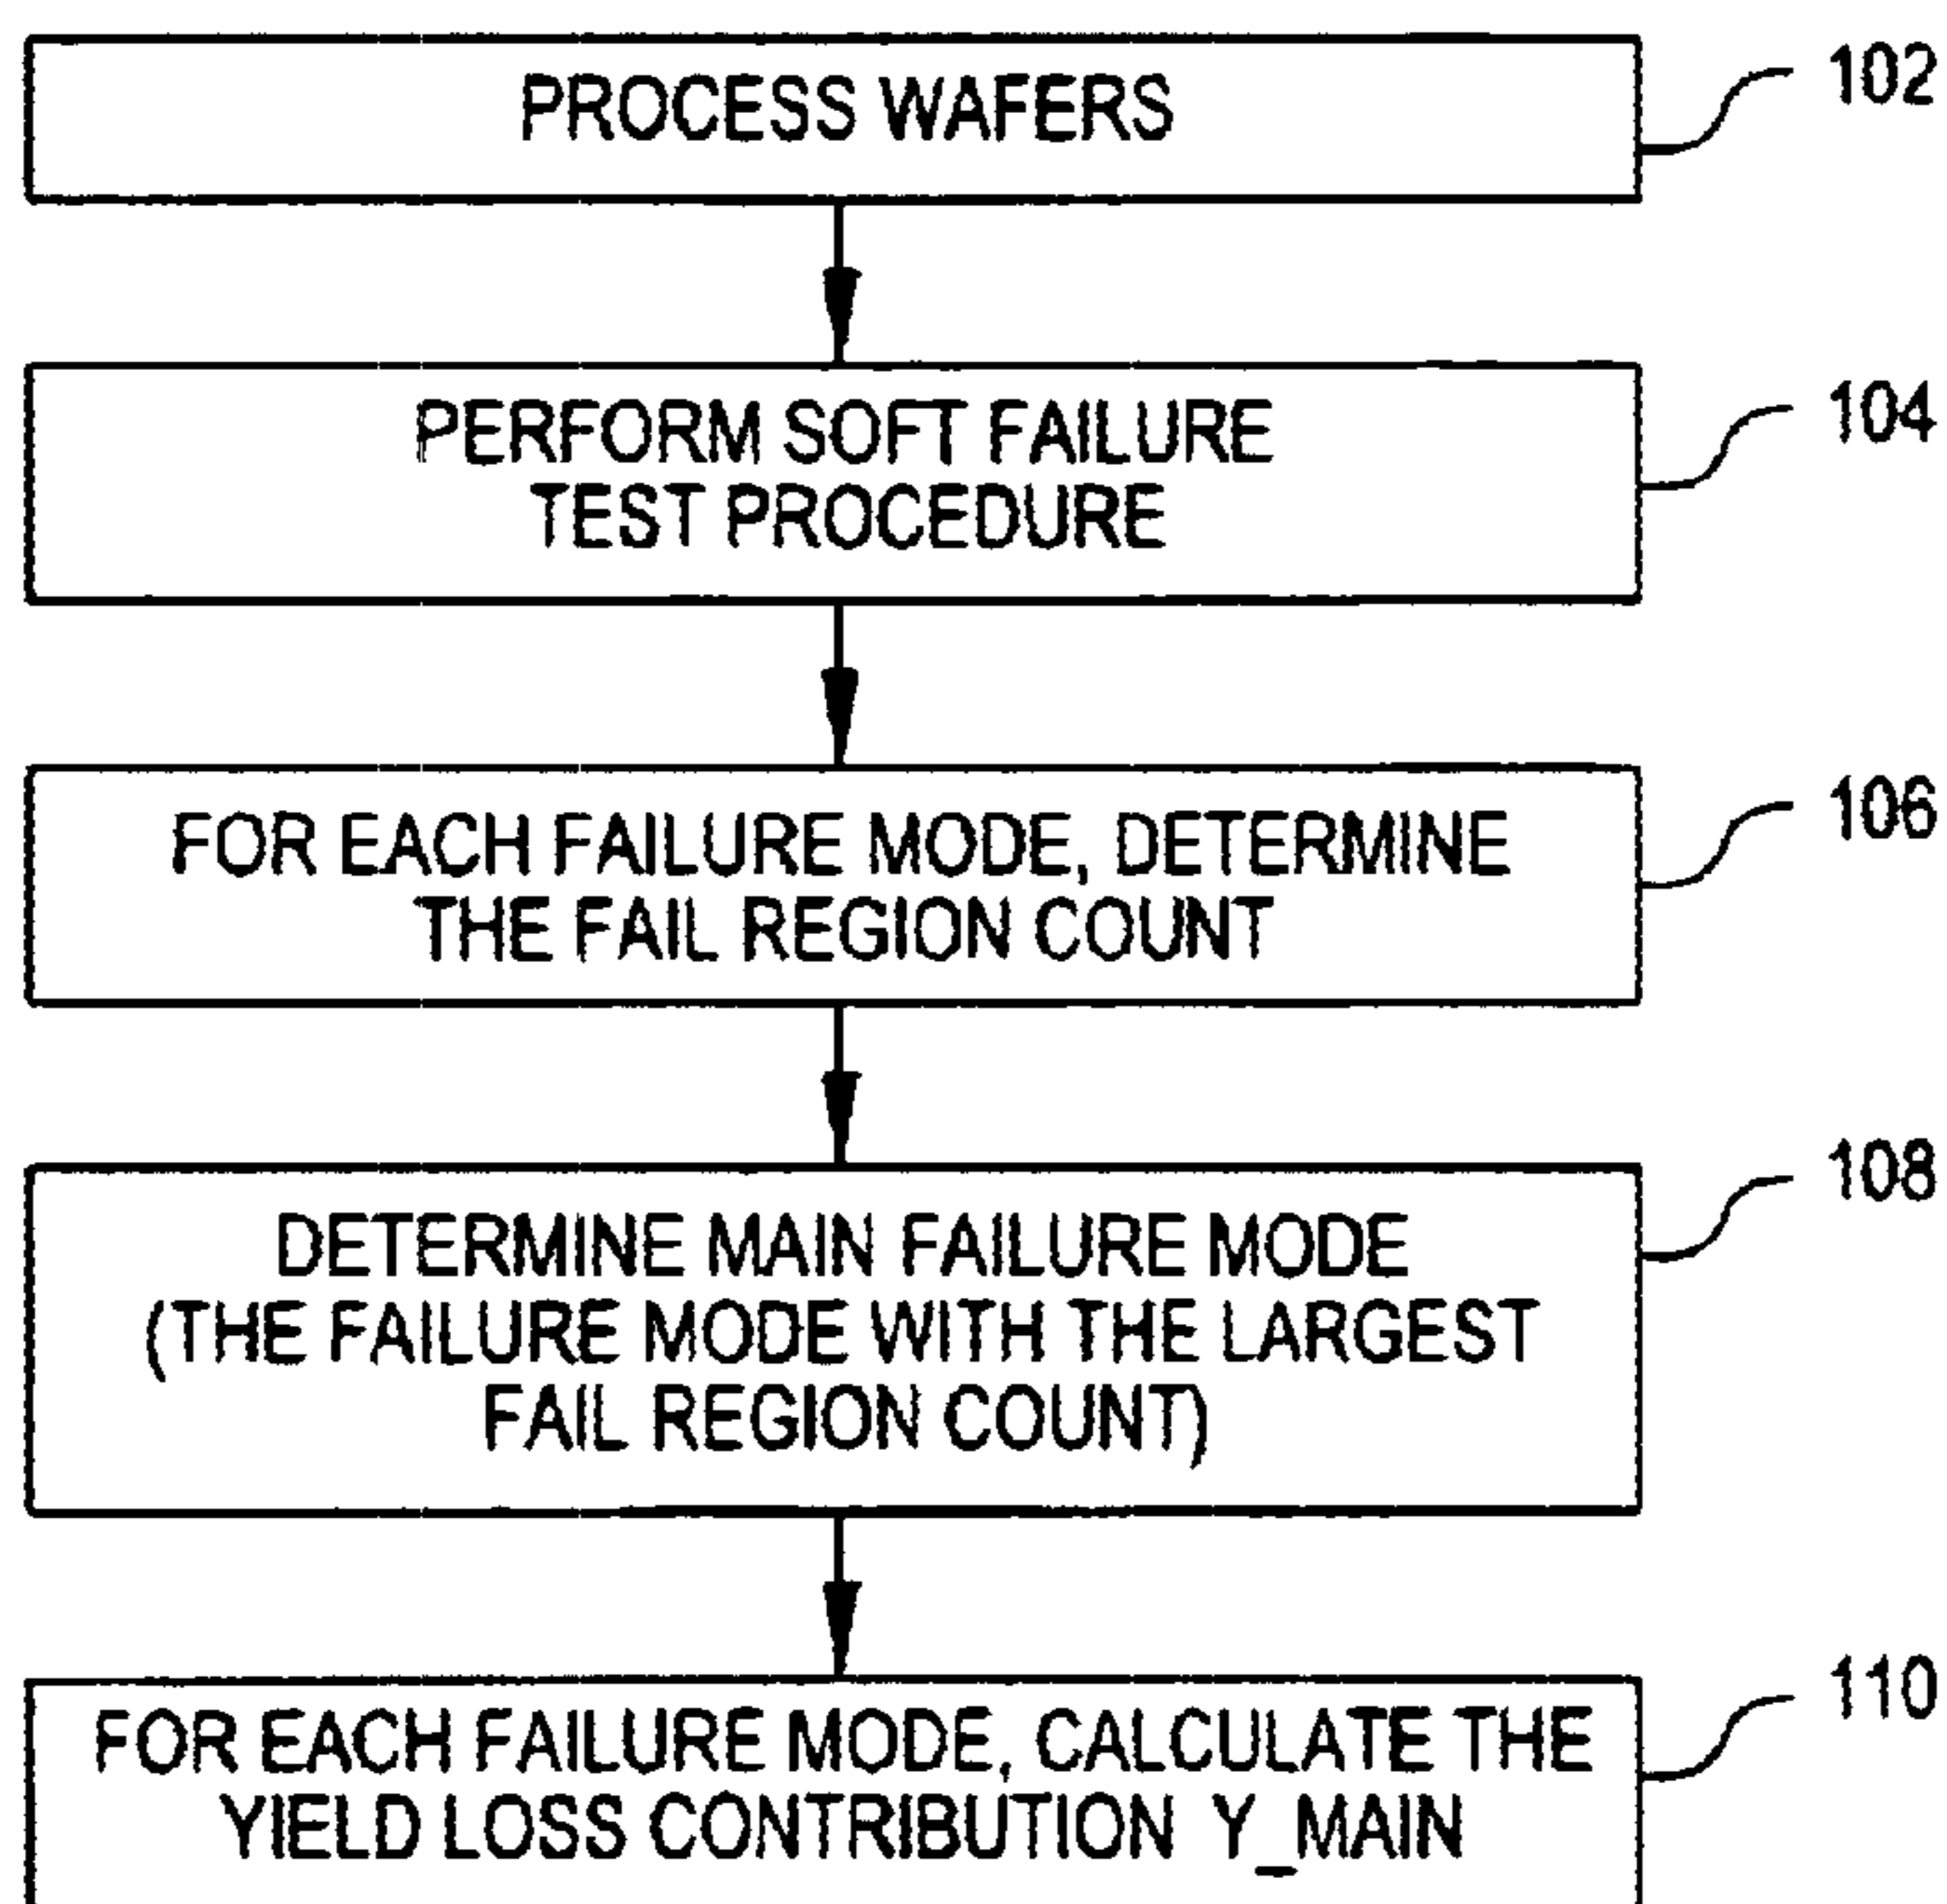 PROCESS WAFERS
102
PERFORM SOFT FAILURE
TEST PROCEDURE
104
FOR EACH FAILURE MODE, DETERMINE
THE FAIL REGION COUNT
106
DETERMINE MAIN FAILURE MODE
(THE FAILURE MODE WITH THE LARGEST
FAIL REGION COUNT)
108
FOR EACH FAILURE MODE, CALCULATE THE
YIELD LOSS CONTRIBUTION Y_MAIN
110